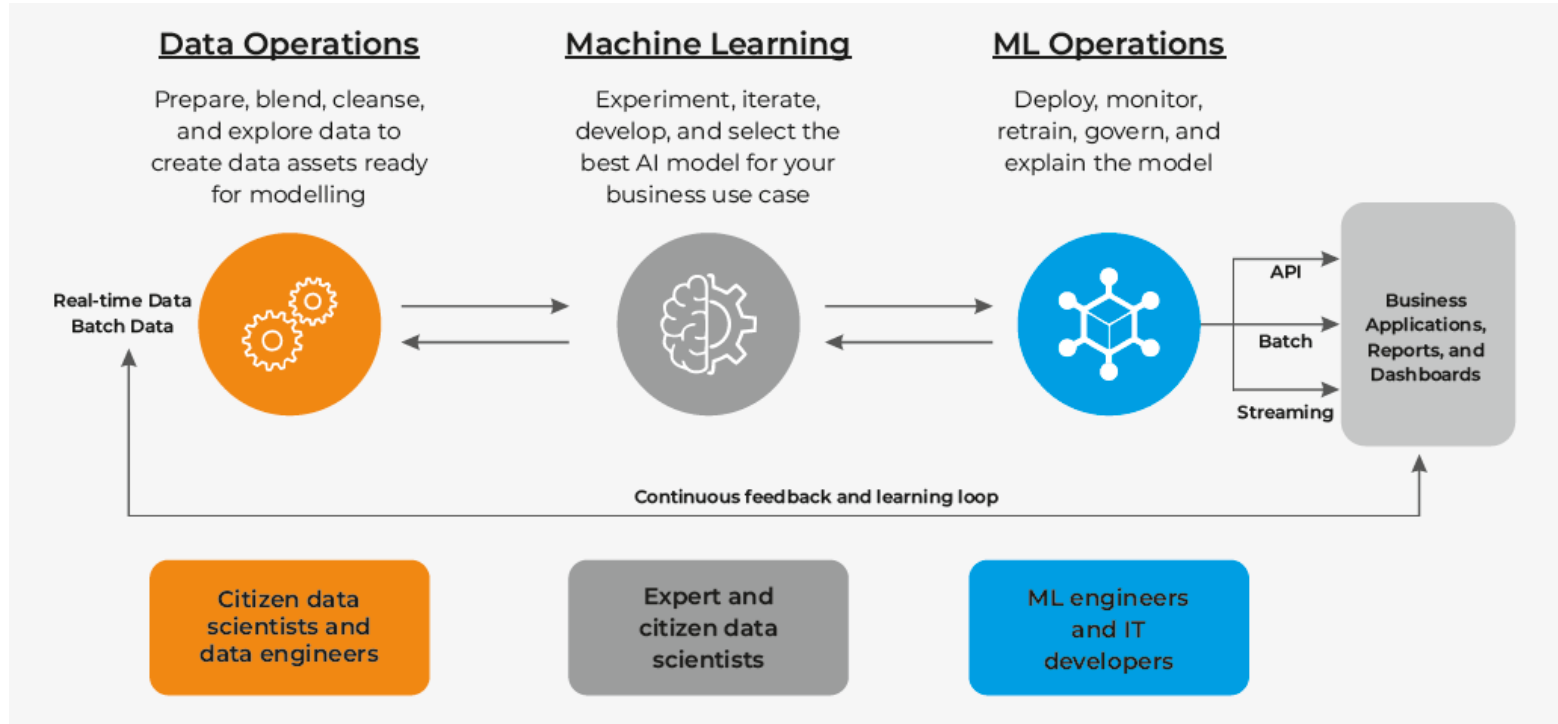 Data Operations
Prepare, blend, cleanse,
and explore data to
create data assets ready
for modelling
Machine Learning
Experiment, iterate,
develop, and select the
best AI model for your
business use case
ML Operations
Deploy, monitor,
retrain, govern, and
explain the model
Real-time Data
Batch Data
API
Batch
Streaming
Business
Applications,
Reports, and
Dashboards
Continuous feedback and learning loop
Citizen data
scientists and
data engineers
Expert and
citizen data
scientists
ML engineers
and IT
developers